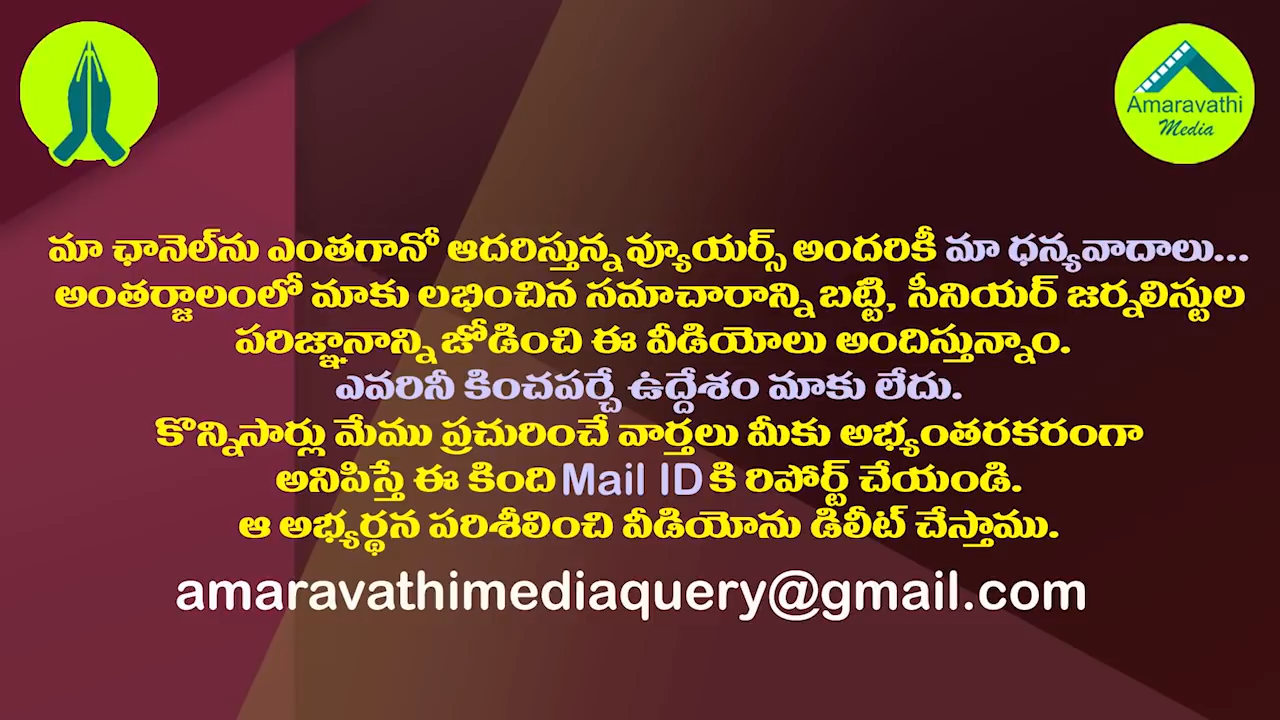 Amaravathi
Media
మా ఛానెల్‌ను ఎంతగానో ఆదరిస్తున్న వ్యూయర్స్ అందరికీ మా ధన్యవాదాలు...
అంతర్జాలంలో మాకు లభించిన సమాచారాన్ని బట్టి, సీనియర్ జర్నలిస్టుల
పరిజ్ఞానాన్ని జోడించి ఈ వీడియోలు అందిస్తున్నాం.
ఎవరినీ కించపర్చే ఉద్దేశం మాకు లేదు.
కొన్నిసార్లు మేము ప్రచురించే వార్తలు మీకు అభ్యంతరకరంగా
అనిపిస్తే ఈ కింది Mail ID కి రిపోర్ట్ చేయండి.
ఆ అభ్యర్థన పరిశీలించి వీడియోను డిలీట్ చేస్తాము.
amaravathimediaquery@gmail.com